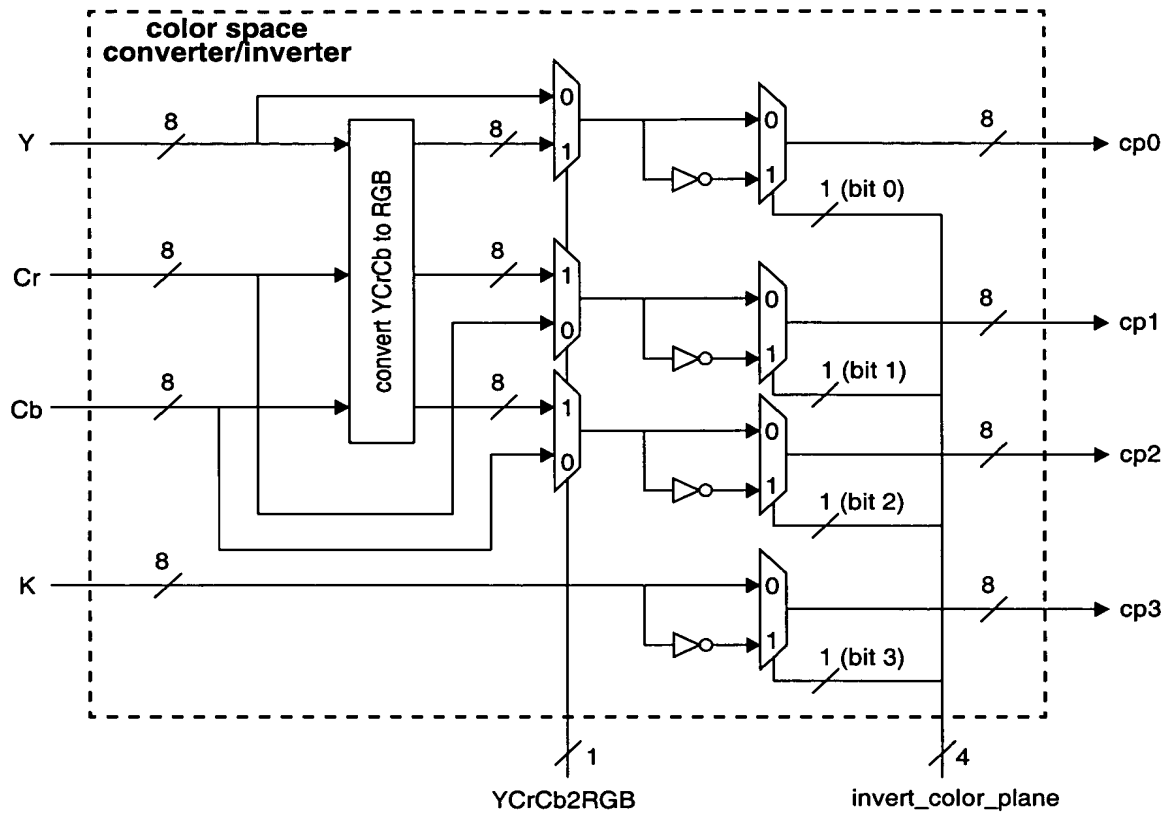 color space
converter/inverter
0
8
8
0
Y
1
8
cp0
1
1 (bit 0)
convert YCrCb to RGB
8
8
Cr
1
0
8
cp1
0
1
8
8
1 (bit 1)
Cb
1
0
8
cp2
0
1
1 (bit 2)
8
K
0
8
cp3
1
1 (bit 3)
1
4
YCrCb2RGB
invert_color_plane